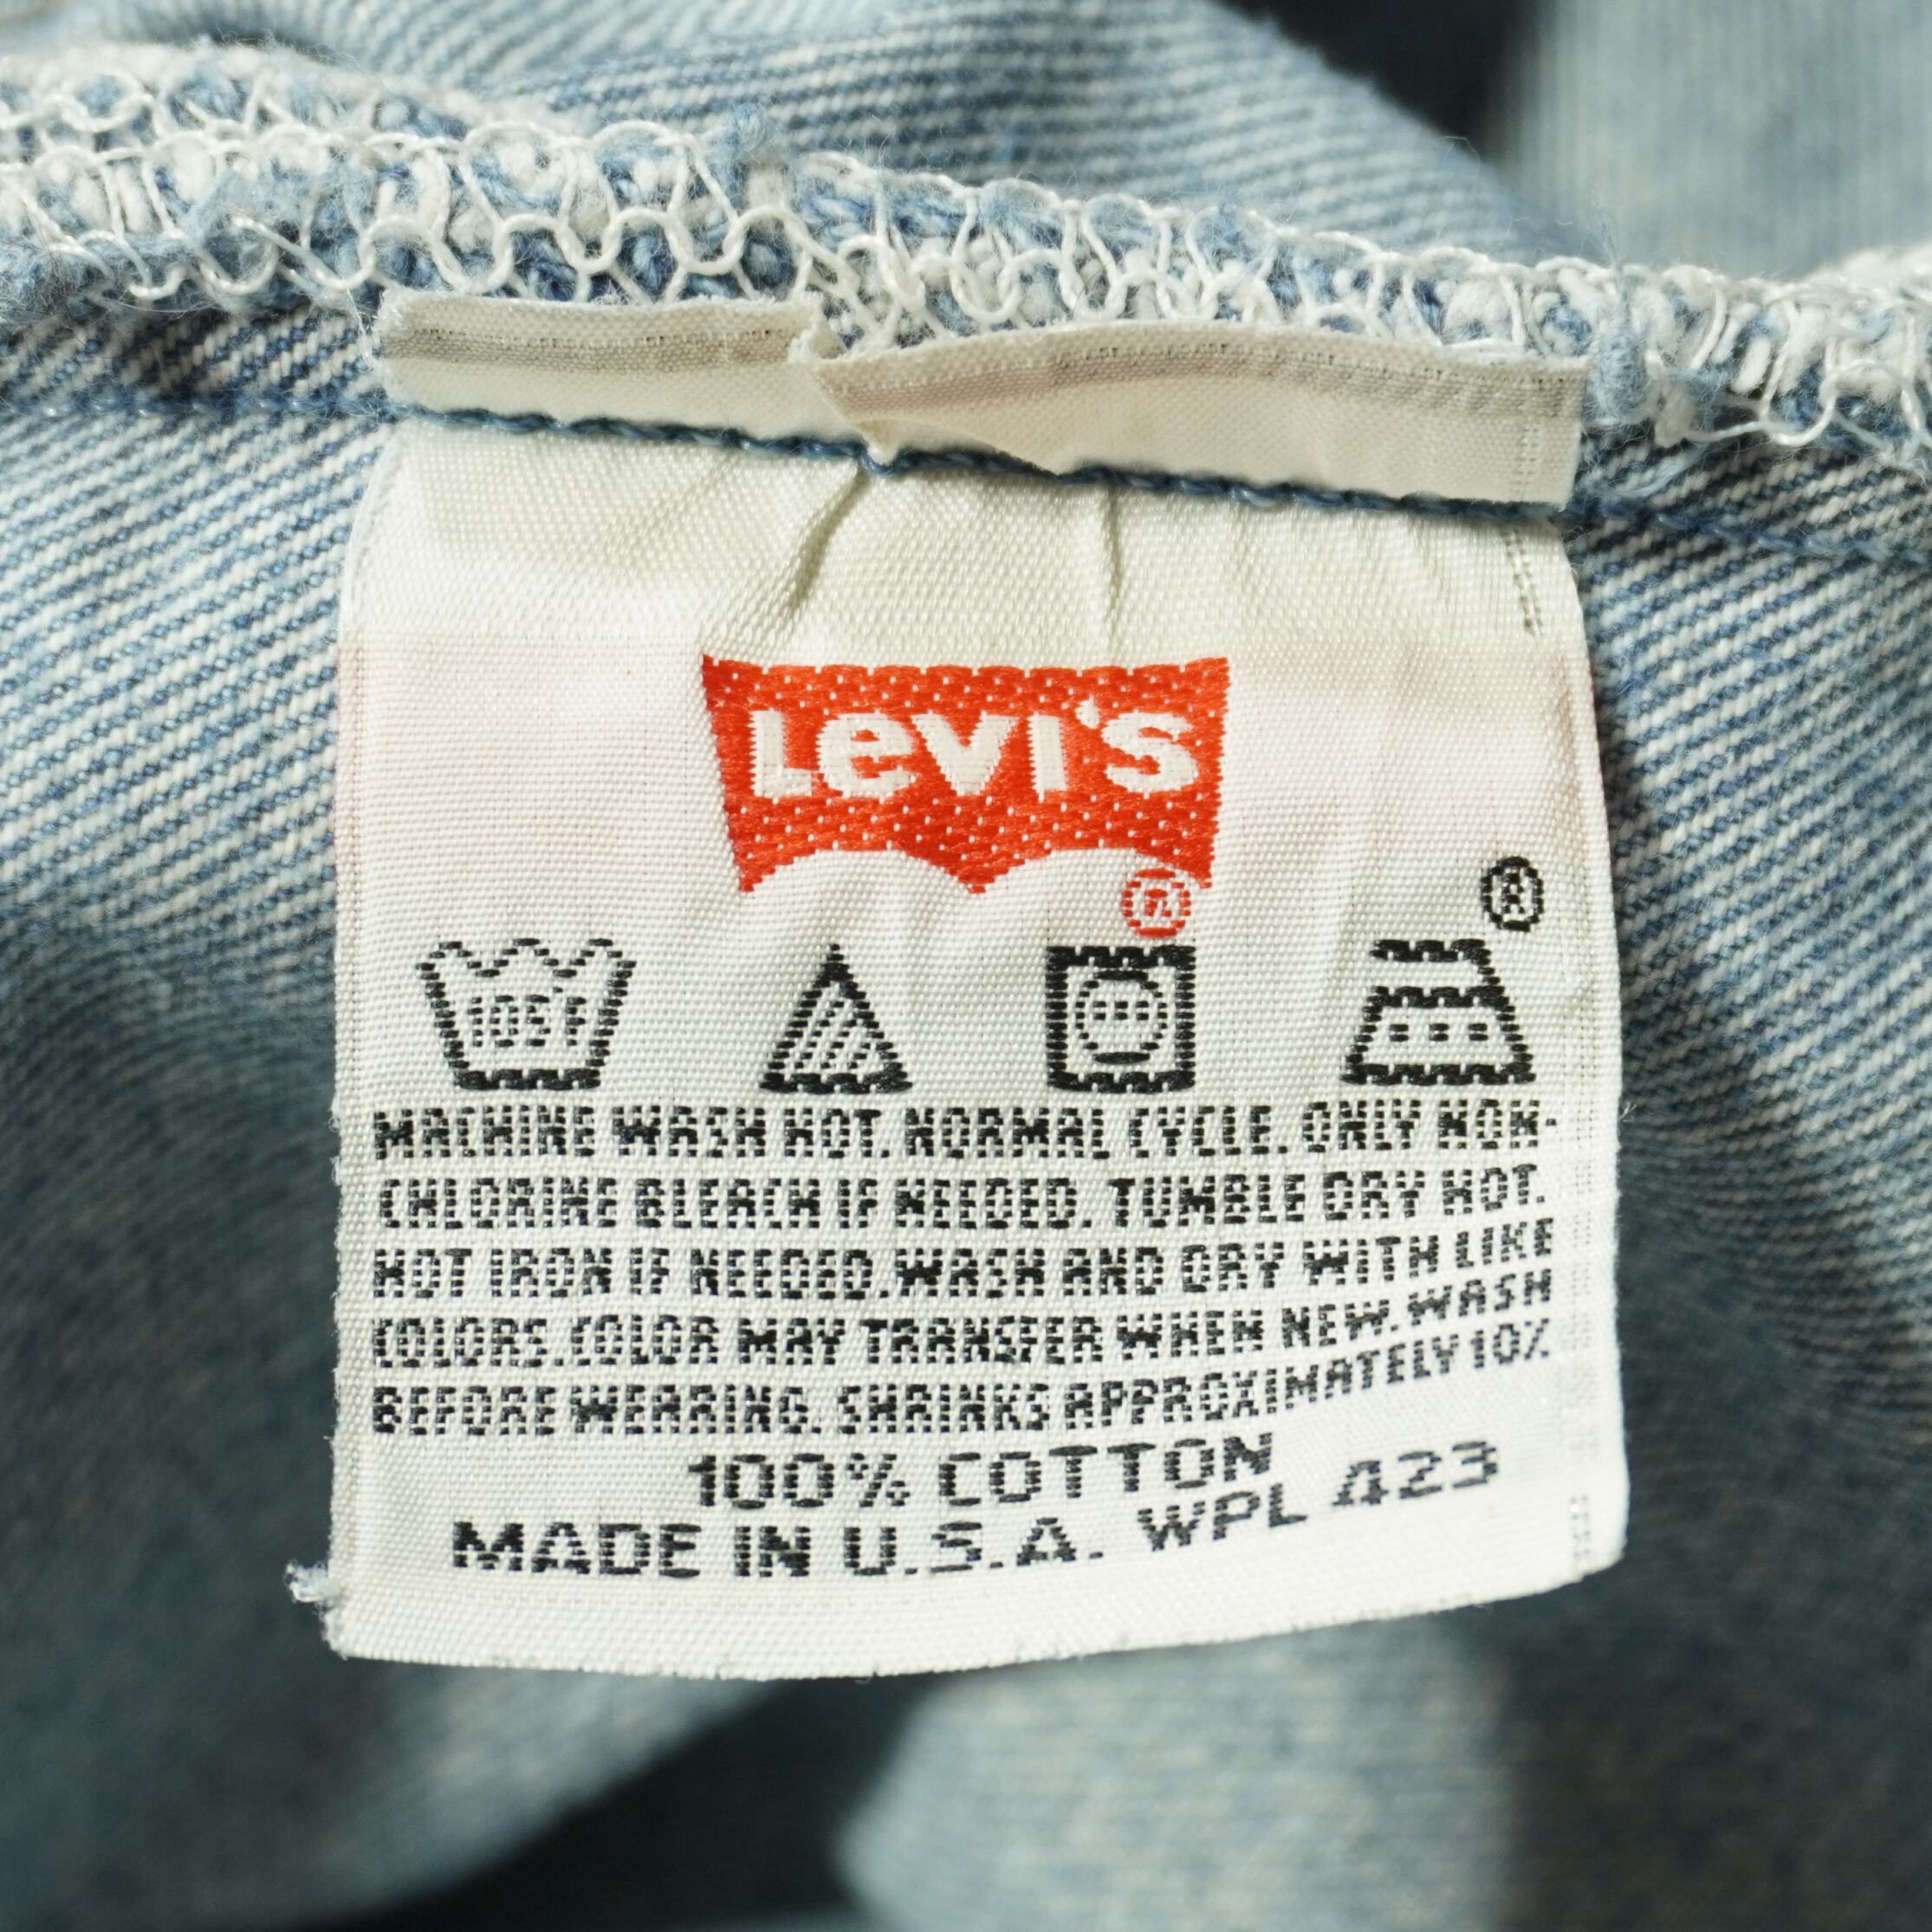 Levi's
®
®
105°F
MACHINE WASH HOT. NORMAL CYCLE. ONLY NON-
CHLORINE BLEACH IF NEEDED. TUMBLE DRY HOT.
HOT IRON IF NEEDED. WASH AND DRY WITH LIKE
COLORS. COLOR MAY TRANSFER WHEN NEW. WASH
BEFORE WEARING. SHRINKS APPROXIMATELY 10%
100% COTTON
MADE IN U.S.A. WPL 423